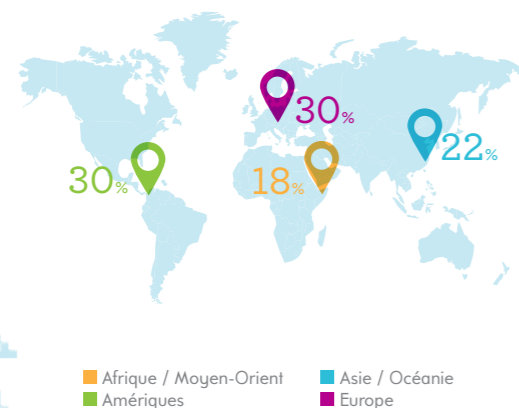 30%
30%
18%
22%
Afrique / Moyen-Orient
Asie / Océanie
Amériques
Europe